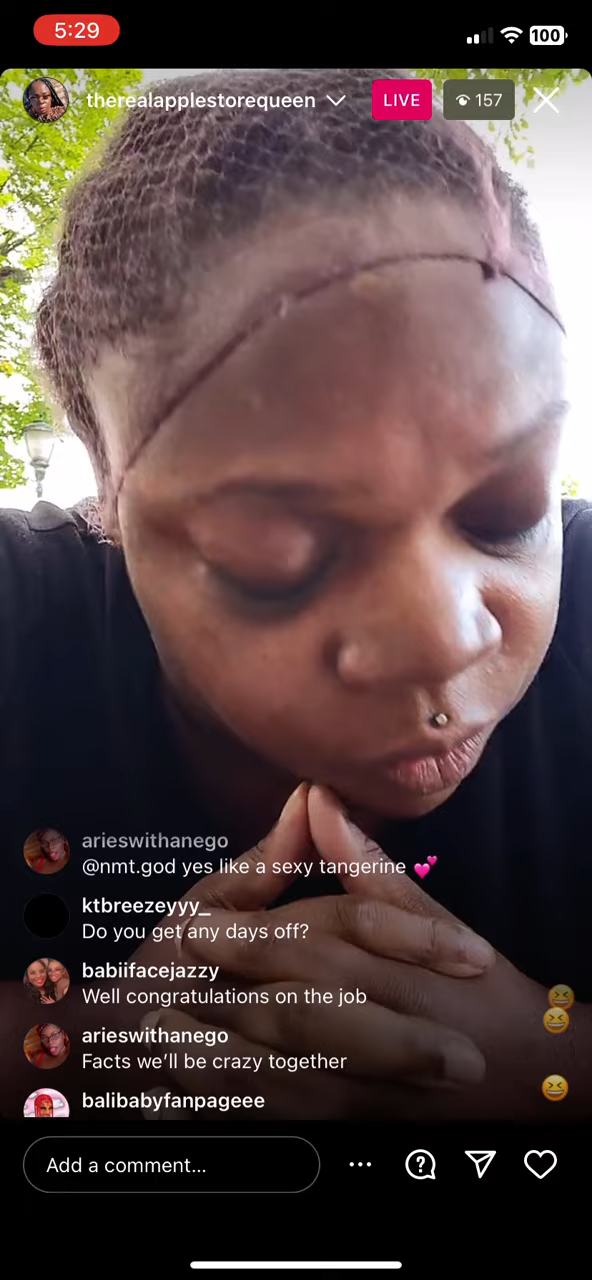 5:29
100
therealapplestorequeen
LIVE
157
arieswithanego
@nmt.god yes like a sexy tangerine 💕
ktbreezeyyy_
Do you get any days off?
babiifacejazzy
Well congratulations on the job
arieswithanego
Facts we’ll be crazy together
balibabyfanpageee
Add a comment...